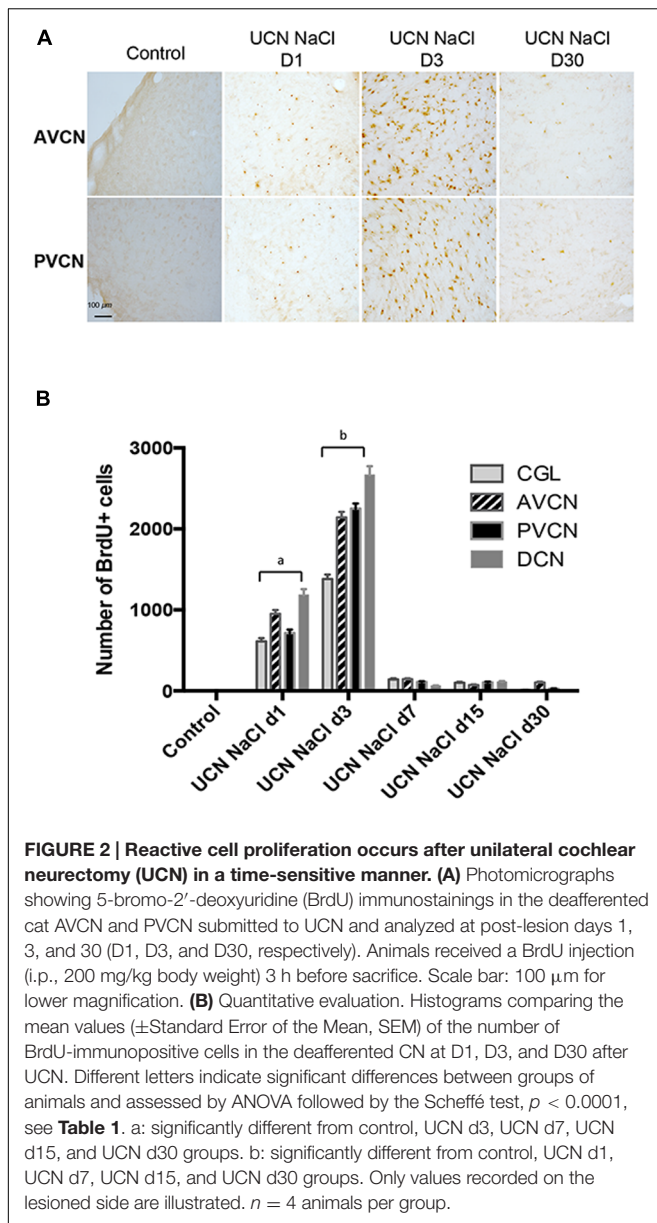 A
Control
UCN NaCl
D1
UCN NaCl
D3
UCN NaCl
D30
AVCN
PVCN
100 µm
B
Number of BrdU+ cells
3000
2000
1000
0
b
a
CGL
AVCN
PVCN
DCN
Control
UCN NaCl d1
UCN NaCl d3
UCN NaCl d7
UCN NaCl d15
UCN NaCl d30
FIGURE 2 | Reactive cell proliferation occurs after unilateral cochlear
neurectomy (UCN) in a time-sensitive manner. (A) Photomicrographs
showing 5-bromo-2′-deoxyuridine (BrdU) immunostainings in the deafferented
cat AVCN and PVCN submitted to UCN and analyzed at post-lesion days 1,
3, and 30 (D1, D3, and D30, respectively). Animals received a BrdU injection
(i.p., 200 mg/kg body weight) 3 h before sacrifice. Scale bar: 100 µm for
lower magnification. (B) Quantitative evaluation. Histograms comparing the
mean values (±Standard Error of the Mean, SEM) of the number of
BrdU-immunopositive cells in the deafferented CN at D1, D3, and D30 after
UCN. Different letters indicate significant differences between groups of
animals and assessed by ANOVA followed by the Scheffé test, p < 0.0001,
see Table 1. a: significantly different from control, UCN d3, UCN d7, UCN
d15, and UCN d30 groups. b: significantly different from control, UCN d1,
UCN d7, UCN d15, and UCN d30 groups. Only values recorded on the
lesioned side are illustrated. n = 4 animals per group.